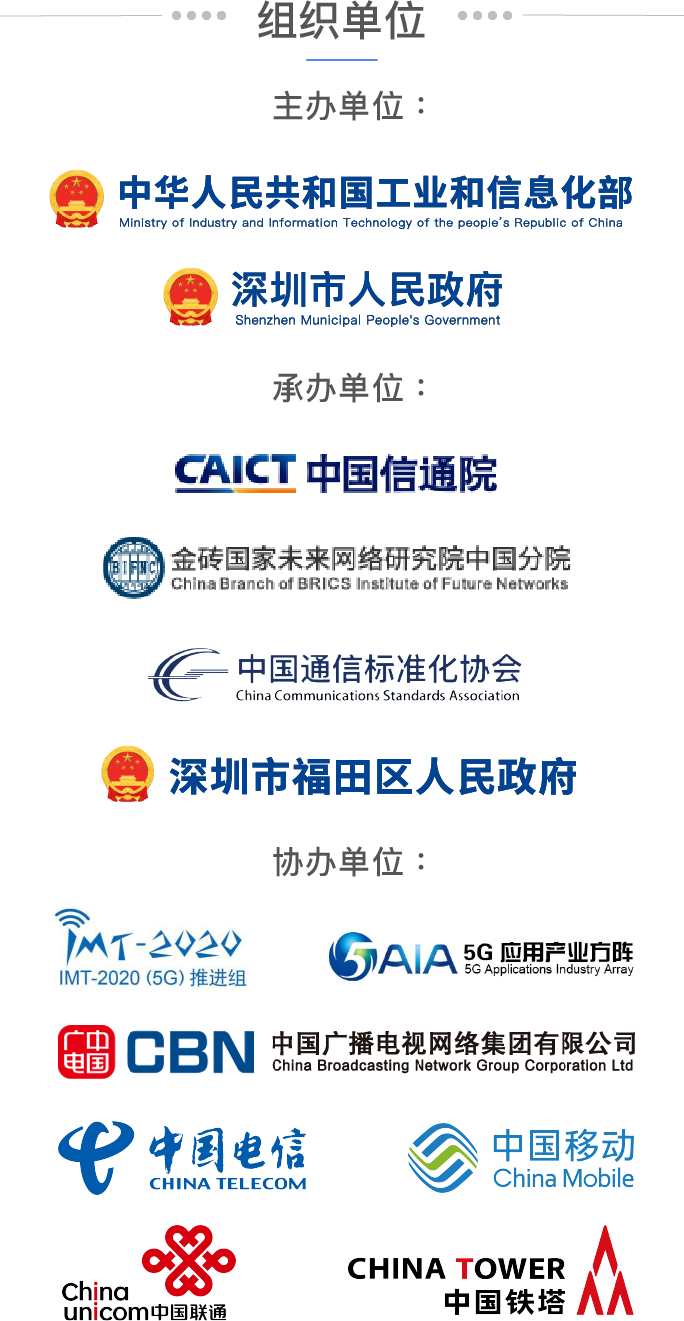 组织单位
主办单位：
中华人民共和国工业和信息化部
Ministry of Industry and Information Technology of the people's Republic of China
深圳市人民政府
Shenzhen Municipal People's Government
承办单位：
CAICT 中国信通院
BIFNC 金砖国家未来网络研究院中国分院
China Branch of BRICS Institute of Future Networks
中国通信标准化协会
China Communications Standards Association
深圳市福田区人民政府
协办单位：
IMT-2020
IMT-2020 (5G) 推进组
5GAIA 5G 应用产业方阵
5G Applications Industry Array
中国广电 CBN 中国广播电视网络集团有限公司
China Broadcasting Network Group Corporation Ltd
中国电信
CHINA TELECOM
中国移动
China Mobile
China
unicom中国联通
CHINA TOWER
中国铁塔